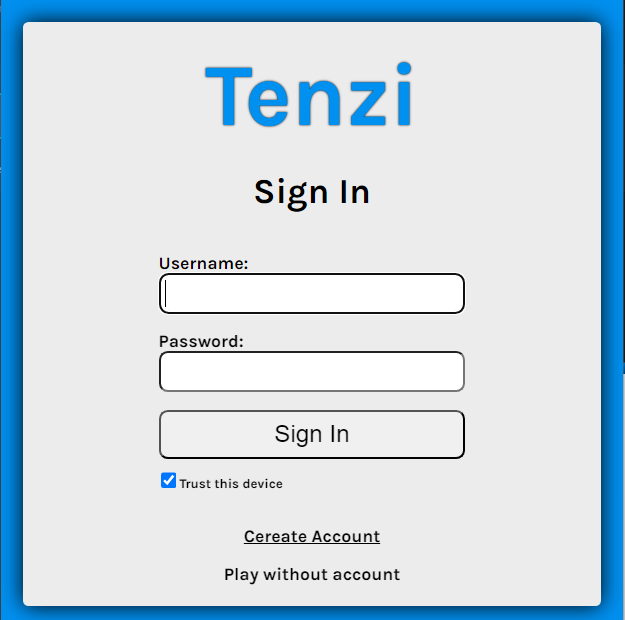 Tenzi
Sign In
Username:
Password:
Sign In
Trust this device
Cereate Account
Play without account